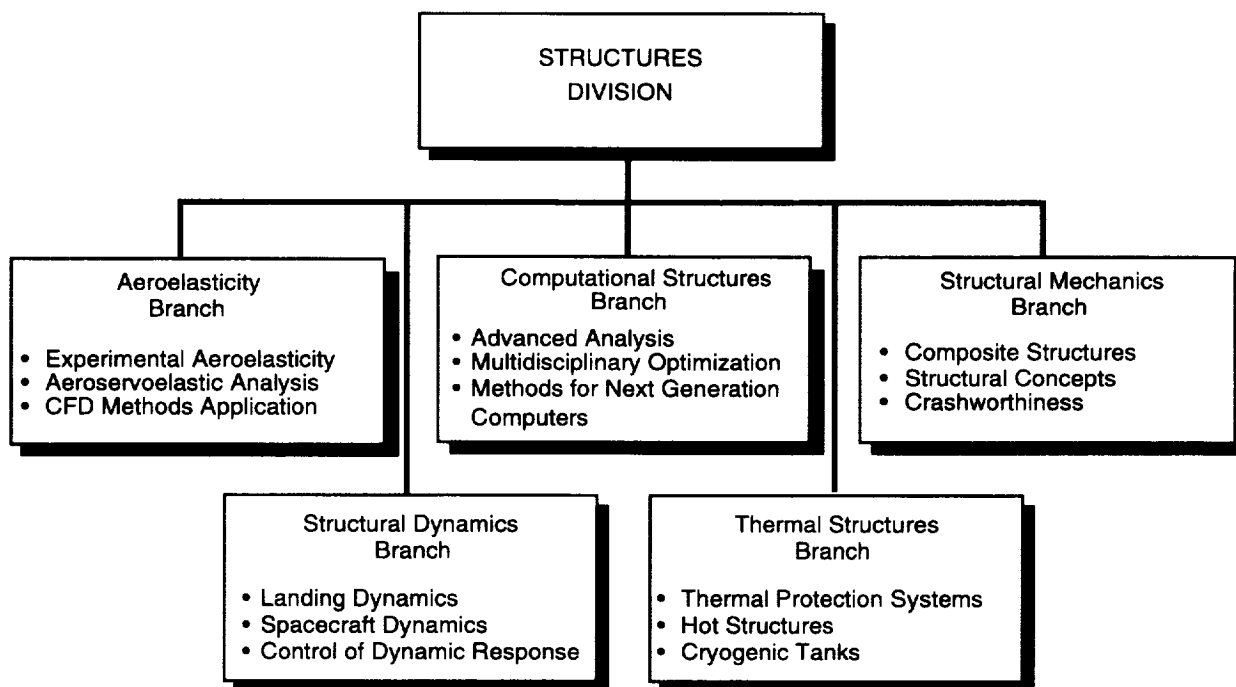 STRUCTURES
DIVISION
Aeroelasticity
Branch
• Experimental Aeroelasticity
• Aeroservoelastic Analysis
• CFD Methods Application
Computational Structures
Branch
• Advanced Analysis
• Multidisciplinary Optimization
• Methods for Next Generation
Computers
Structural Mechanics
Branch
• Composite Structures
• Structural Concepts
• Crashworthiness
Structural Dynamics
Branch
• Landing Dynamics
• Spacecraft Dynamics
• Control of Dynamic Response
Thermal Structures
Branch
• Thermal Protection Systems
• Hot Structures
• Cryogenic Tanks